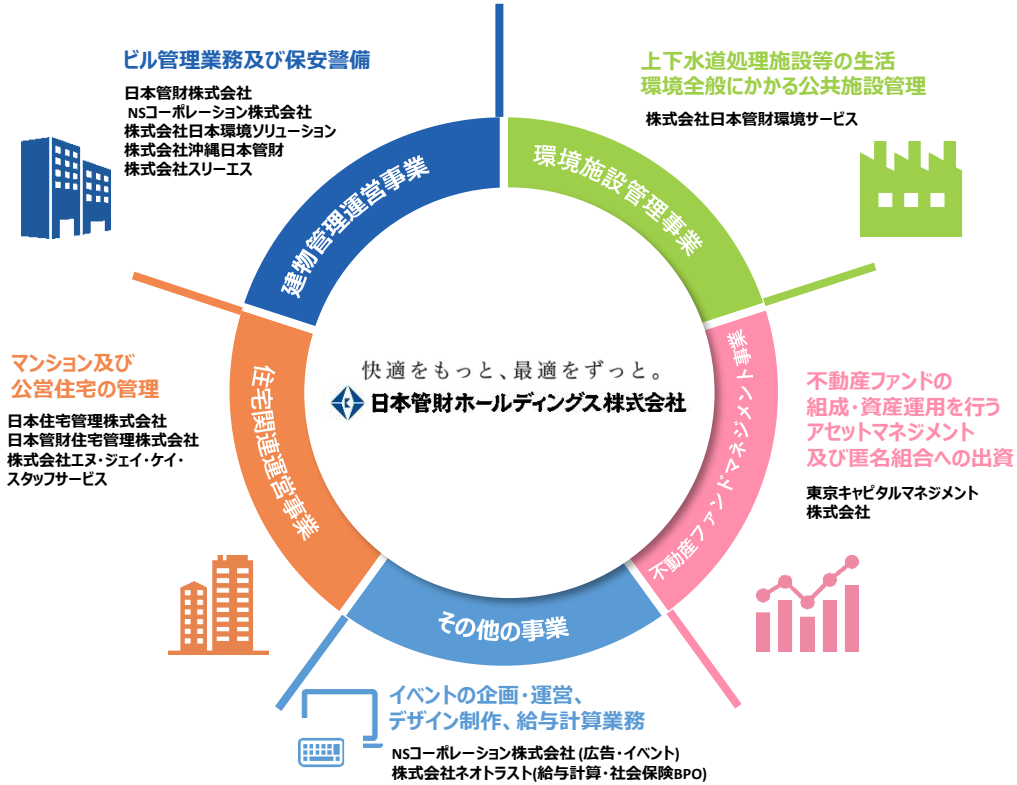 ビル管理業務及び保安警備
日本管財株式会社
NSコーポレーション株式会社
株式会社日本環境ソリューション
株式会社沖縄日本管財
株式会社スリーエス
建物管理運営事業
上下水道処理施設等の生活
環境全般にかかる公共施設管理
株式会社日本管財環境サービス
環境施設管理事業
マンション及び
公営住宅の管理
日本住宅管理株式会社
日本管財住宅管理株式会社
株式会社エヌ・ジェイ・ケイ・
スタッフサービス
住宅関連運営事業
快適をもっと、最適をずっと。
日本管財ホールディングス株式会社
不動産ファンドマネジメント事業
不動産ファンドの
組成・資産運用を行う
アセットマネジメント
及び匿名組合への出資
東京キャピタルマネジメント
株式会社
その他の事業
イベントの企画・運営、
デザイン制作、給与計算業務
NSコーポレーション株式会社 (広告・イベント)
株式会社ネオトラスト(給与計算・社会保険BPO)